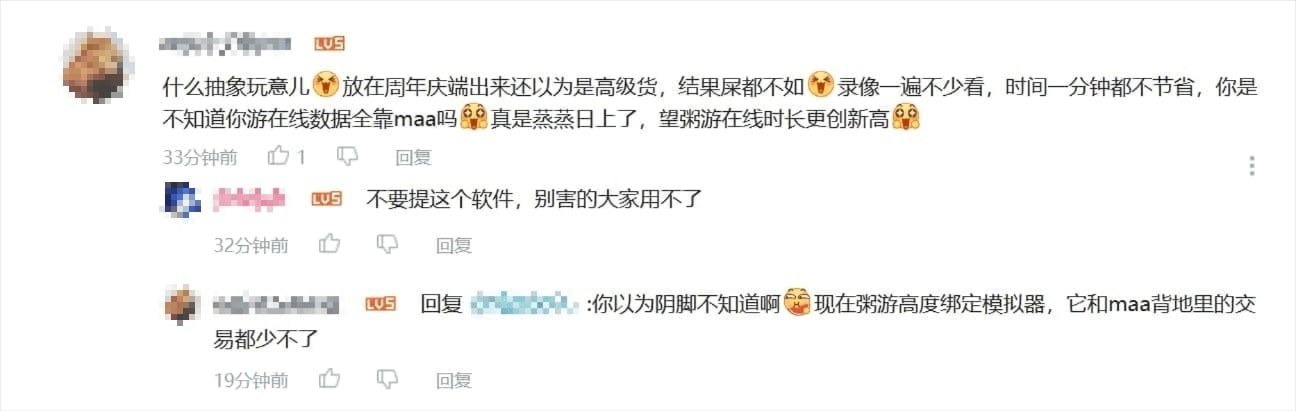 LV5
什么抽象玩意儿放在周年庆端出来还以为是高级货，结果屎都不如录像一遍不少看，时间一分钟都不节省，你是
不知道你游在线数据全靠maa吗真是蒸蒸日上了，望粥游在线时长更创新高
33分钟前 1 回复
LV5 不要提这个软件，别害的大家用不了
32分钟前 回复
LV5 回复 :你以为阴脚不知道啊现在粥游高度绑定模拟器，它和maa背地里的交
易都少不了
19分钟前 回复